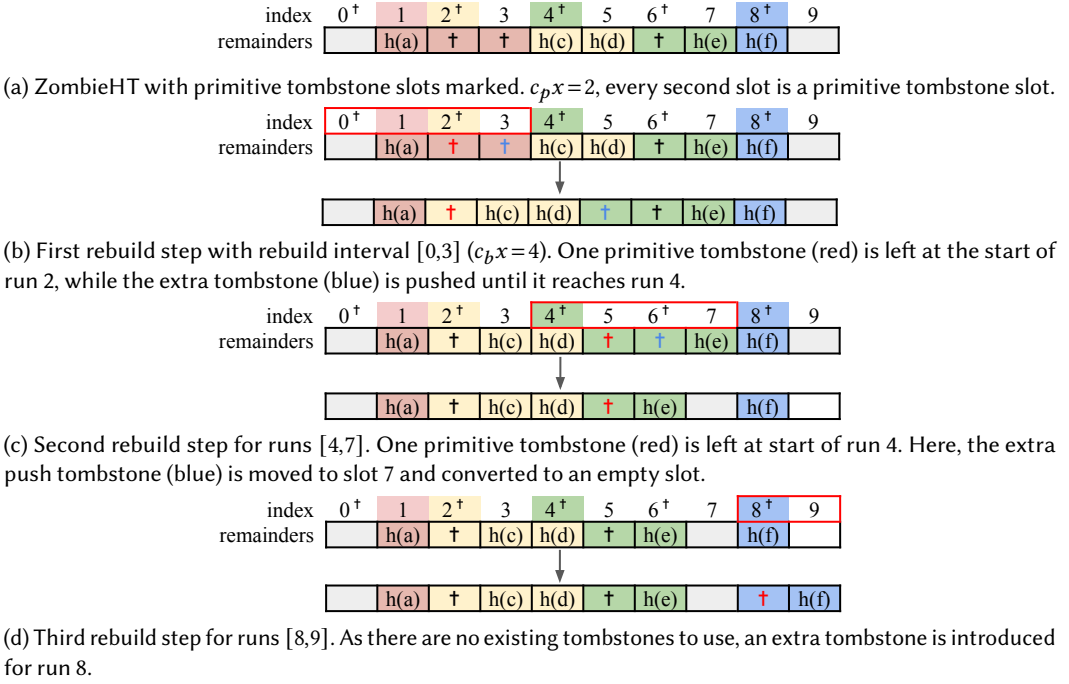 index 0† 1 2† 3 4† 5 6† 7 8† 9
remainders h(a) † † h(c) h(d) † h(e) h(f)
(a) ZombieHT with primitive tombstone slots marked. cₚx=2, every second slot is a primitive tombstone slot.
index 0† 1 2† 3 4† 5 6† 7 8† 9
remainders h(a) † † h(c) h(d) † h(e) h(f)
h(a) † h(c) h(d) † † h(e) h(f)
(b) First rebuild step with rebuild interval [0,3] (c_b x=4). One primitive tombstone (red) is left at the start of
run 2, while the extra tombstone (blue) is pushed until it reaches run 4.
index 0† 1 2† 3 4† 5 6† 7 8† 9
remainders h(a) † h(c) h(d) † † h(e) h(f)
h(a) † h(c) h(d) † h(e) h(f)
(c) Second rebuild step for runs [4,7]. One primitive tombstone (red) is left at start of run 4. Here, the extra
push tombstone (blue) is moved to slot 7 and converted to an empty slot.
index 0† 1 2† 3 4† 5 6† 7 8† 9
remainders h(a) † h(c) h(d) † h(e) h(f)
h(a) † h(c) h(d) † h(e) † h(f)
(d) Third rebuild step for runs [8,9]. As there are no existing tombstones to use, an extra tombstone is introduced
for run 8.